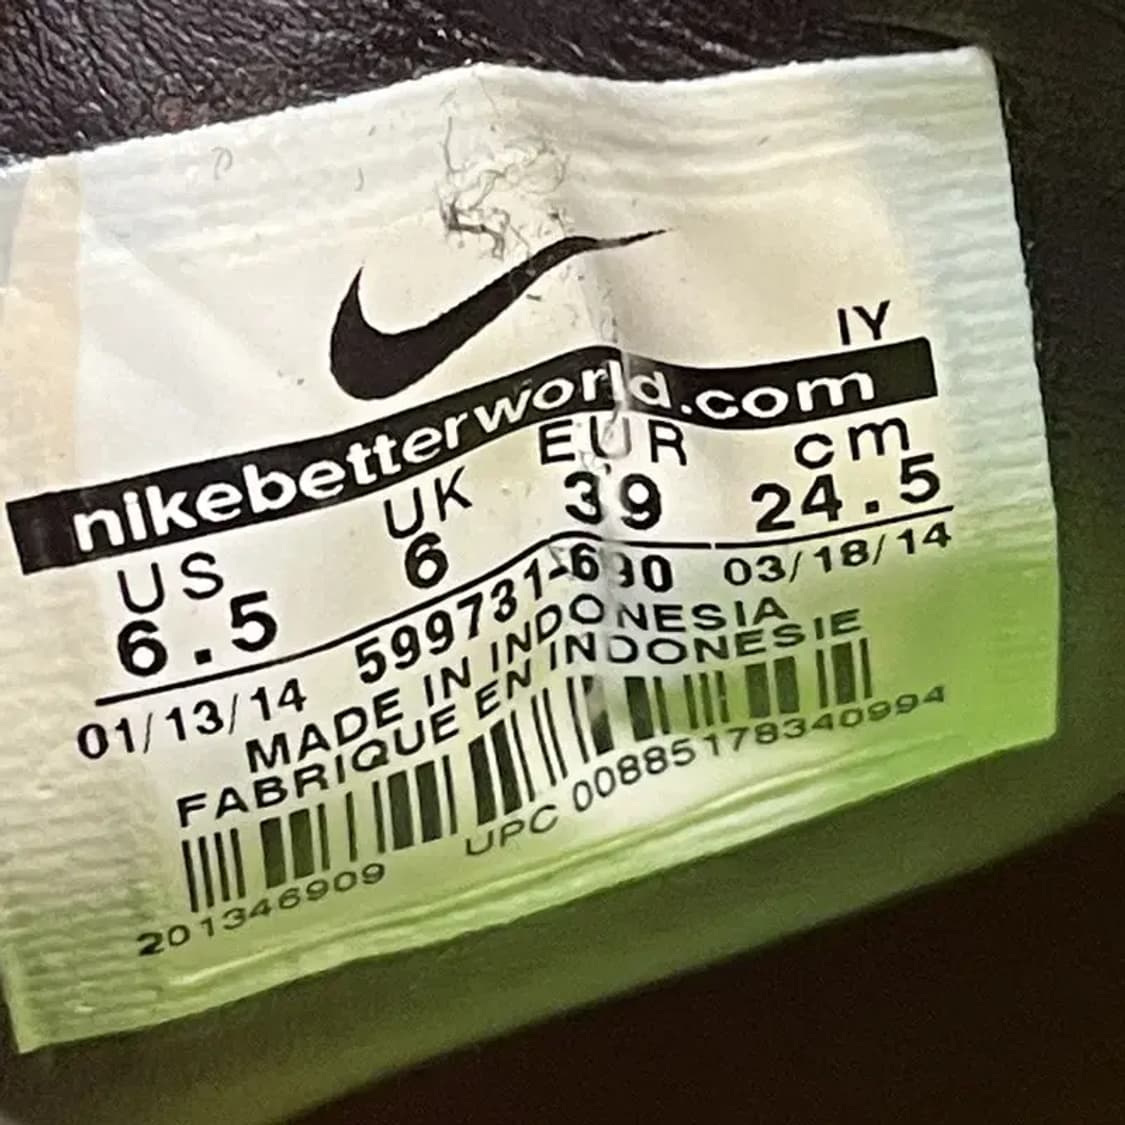 IY
nikebetterworld.com
US UK EUR cm
6.5 6 39 24.5
01/13/14 599731-690 03/18/14
MADE IN INDONESIA
FABRIQUE EN INDONESIE
201346909 UPC 00885178340994